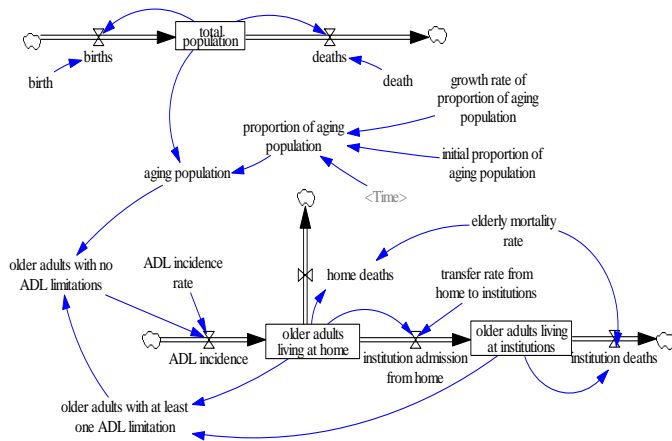 total
population
births
deaths
birth
death
growth rate of
proportion of aging
population
proportion of aging
population
initial proportion
of aging population
aging population
<Time>
elderly mortality
rate
older adults with no
ADL limitations
ADL incidence
rate
home deaths
transfer rate from
home to institutions
older adults
living at home
older adults living
at institutions
ADL incidence
institution admission
from home
institution deaths
older adults with at least
one ADL limitation